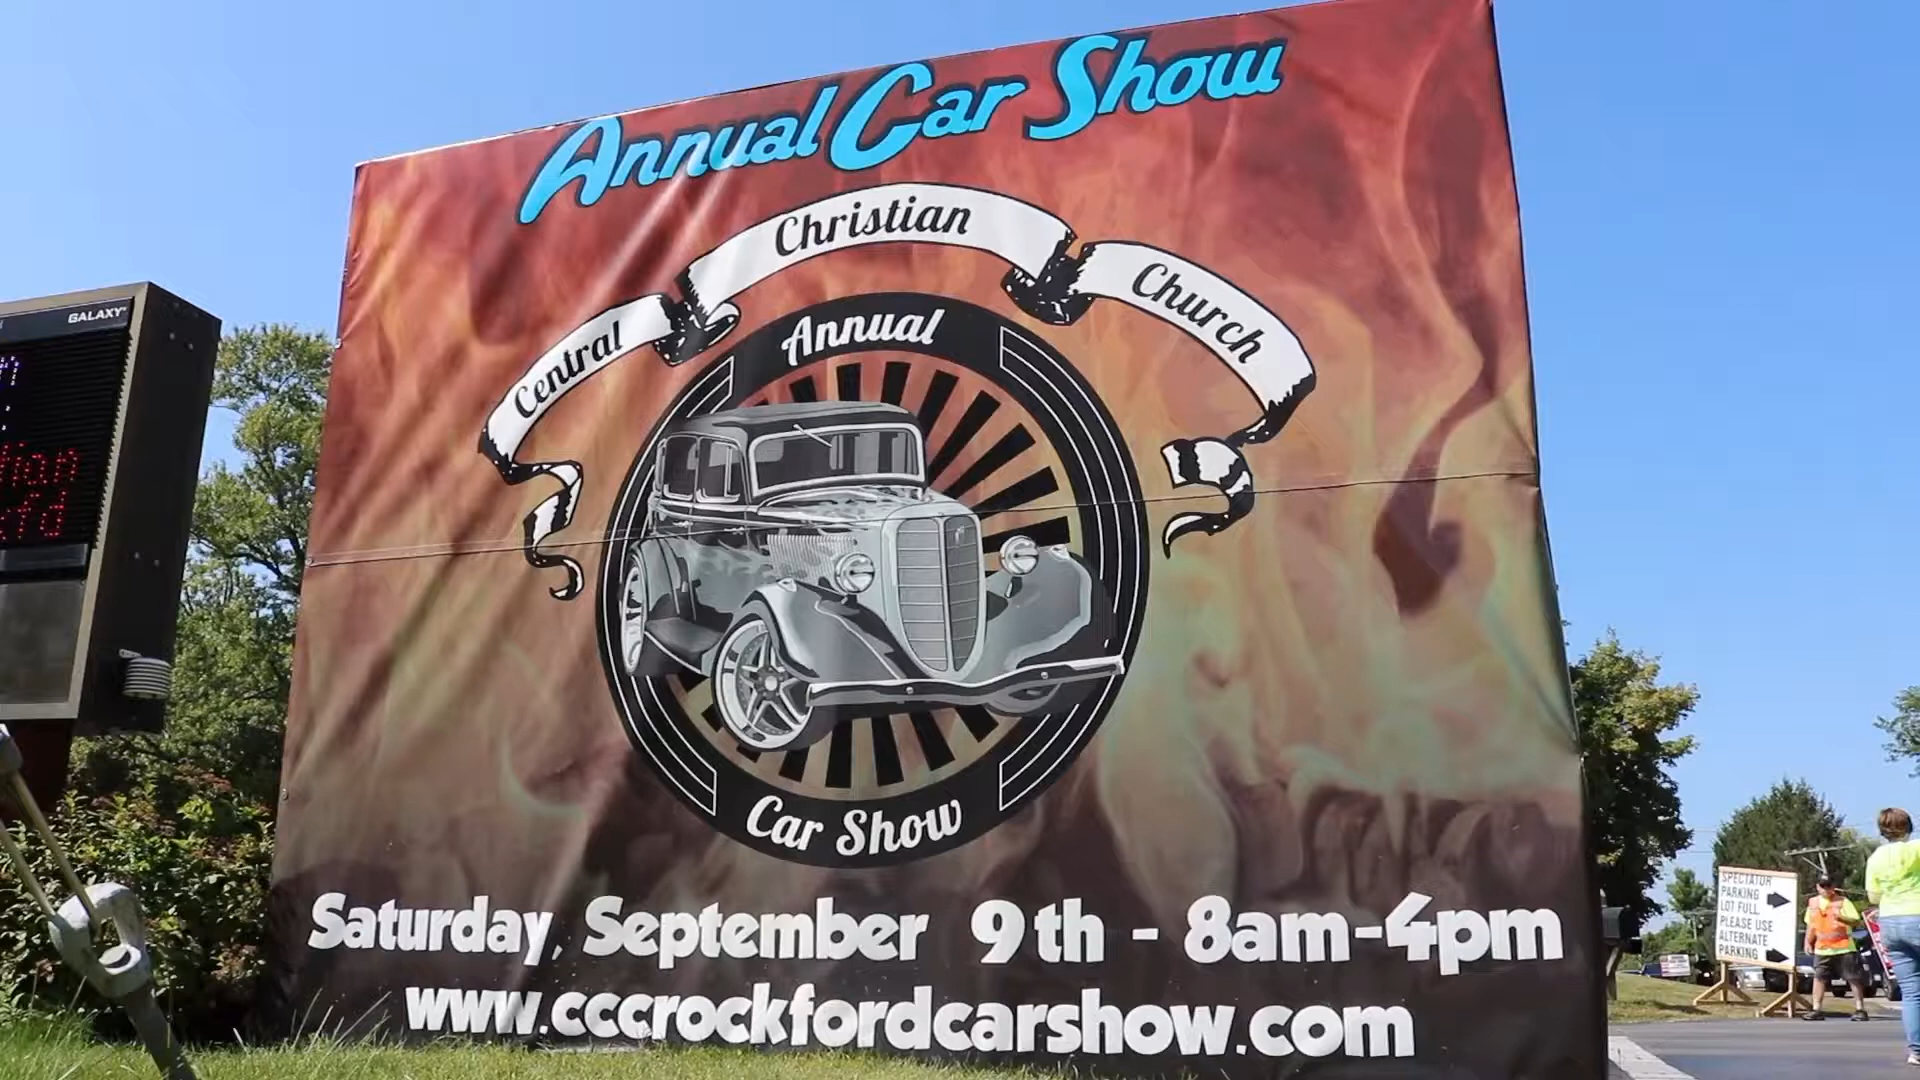 Annual Car Show
Central Christian Church
Annual
Car Show
Saturday, September 9th - 8am-4pm
www.cccrockfordcarshow.com
GALAXY
SPECTATOR
PARKING
LOT FULL
PLEASE USE
ALTERNATE
PARKING